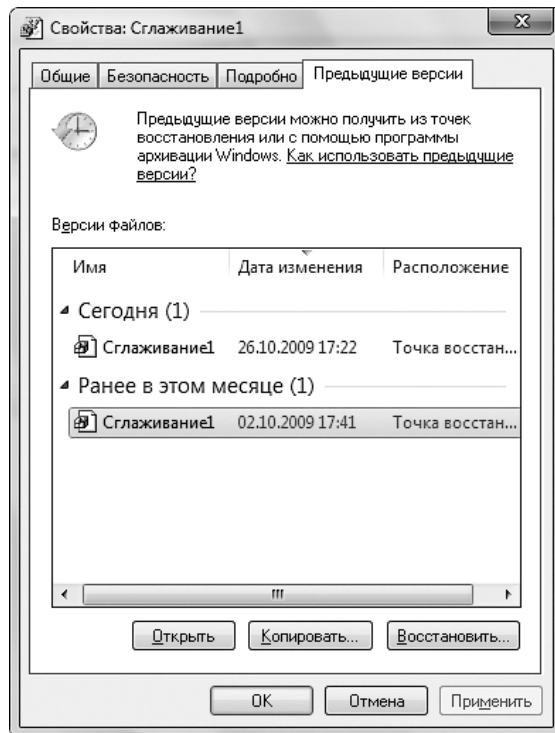 Свойства: Сглаживание1
Общие Безопасность Подробно Предыдущие версии
Предыдущие версии можно получить из точек
восстановления или с помощью программы
архивации Windows. Как использовать предыдущие
версии?
Версии файлов:
Имя Дата изменения Расположение
Сегодня (1)
Сглаживание1 26.10.2009 17:22 Точка восстан...
Ранее в этом месяце (1)
Сглаживание1 02.10.2009 17:41 Точка восстан...
Открыть Копировать... Восстановить...
OK Отмена Применить